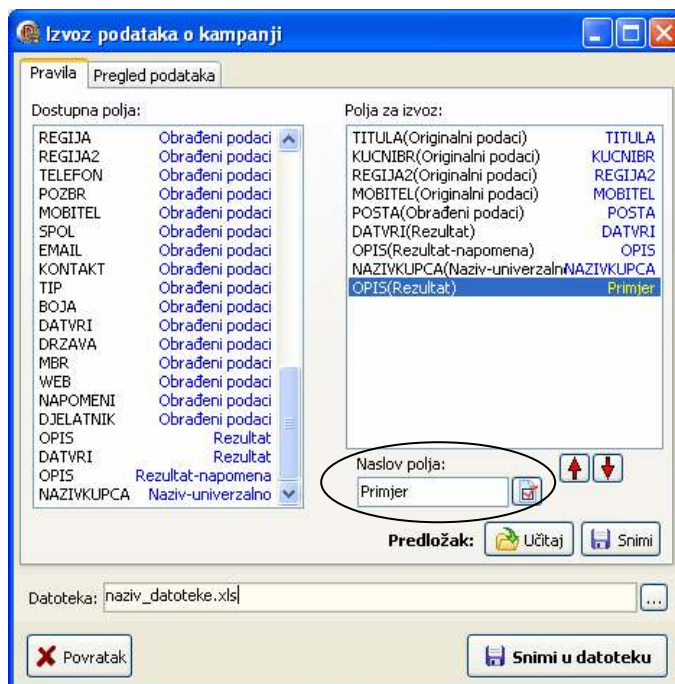 Izvoz podataka o kampanji
Pravila Pregled podataka
Dostupna polja:
REGIJA Obrađeni podaci
REGIJA2 Obrađeni podaci
TELEFON Obrađeni podaci
POZBR Obrađeni podaci
MOBITEL Obrađeni podaci
SPOL Obrađeni podaci
EMAIL Obrađeni podaci
KONTAKT Obrađeni podaci
TIP Obrađeni podaci
BOJA Obrađeni podaci
DATVRI Obrađeni podaci
DRZAVA Obrađeni podaci
MBR Obrađeni podaci
WEB Obrađeni podaci
NAPOMENI Obrađeni podaci
DJELATNIK Obrađeni podaci
OPIS Rezultat
DATVRI Rezultat
OPIS Rezultat-napomena
NAZIVKUPCA Naziv-univerzalno
Polja za izvoz:
TITULA(Originalni podaci) TITULA
KUCNIBR(Originalni podaci) KUCNIBR
REGIJA2(Originalni podaci) REGIJA2
MOBITEL(Originalni podaci) MOBITEL
POSTA(Obrađeni podaci) POSTA
DATVRI(Rezultat) DATVRI
OPIS(Rezultat-napomena) OPIS
NAZIVKUPCA(Naziv-univerzaln NAZIVKUPCA
OPIS(Rezultat) Primjer
Naslov polja:
Primjer
Predložak: Učitaj Snimi
Datoteka: naziv_datoteke.xls ...
Povratak Snimi u datoteku